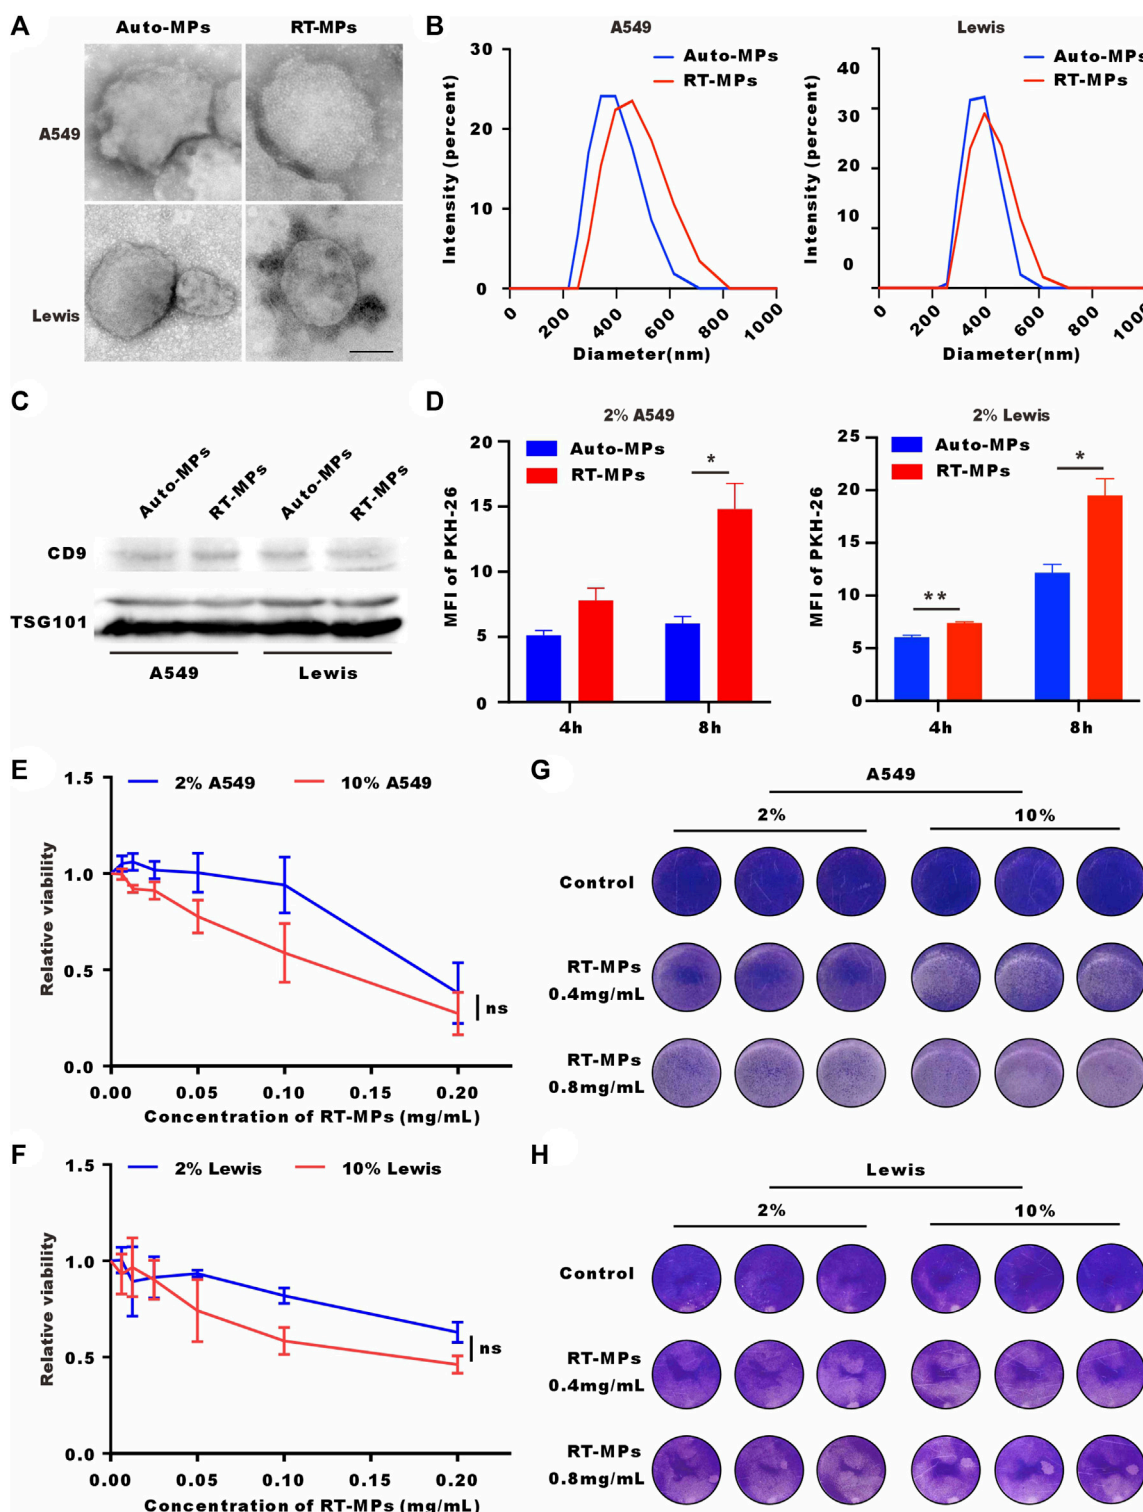 A
Auto-MPs
RT-MPs
A549
Lewis
B
A549
Auto-MPs
RT-MPs
Intensity (percent)
30
20
10
0
0
200
400
600
800
1000
Diameter(nm)
Lewis
Auto-MPs
RT-MPs
Intensity (percent)
40
30
20
10
0
0
200
400
600
800
1000
Diameter(nm)
C
Auto-MPs
RT-MPs
Auto-MPs
RT-MPs
CD9
TSG101
A549
Lewis
D
2% A549
Auto-MPs
RT-MPs
MFI of PKH-26
20
15
10
5
0
*
4h
8h
2% Lewis
Auto-MPs
RT-MPs
MFI of PKH-26
25
20
15
10
5
0
**
*
4h
8h
E
2% A549
10% A549
Relative viability
1.5
1.0
0.5
0.0
ns
0.00
0.05
0.10
0.15
0.20
Concentration of RT-MPs (mg/mL)
F
2% Lewis
10% Lewis
Relative viability
1.5
1.0
0.5
0.0
ns
0.00
0.05
0.10
0.15
0.20
Concentration of RT-MPs (mg/mL)
G
A549
2%
10%
Control
RT-MPs
0.4mg/mL
RT-MPs
0.8mg/mL
H
Lewis
2%
10%
Control
RT-MPs
0.4mg/mL
RT-MPs
0.8mg/mL